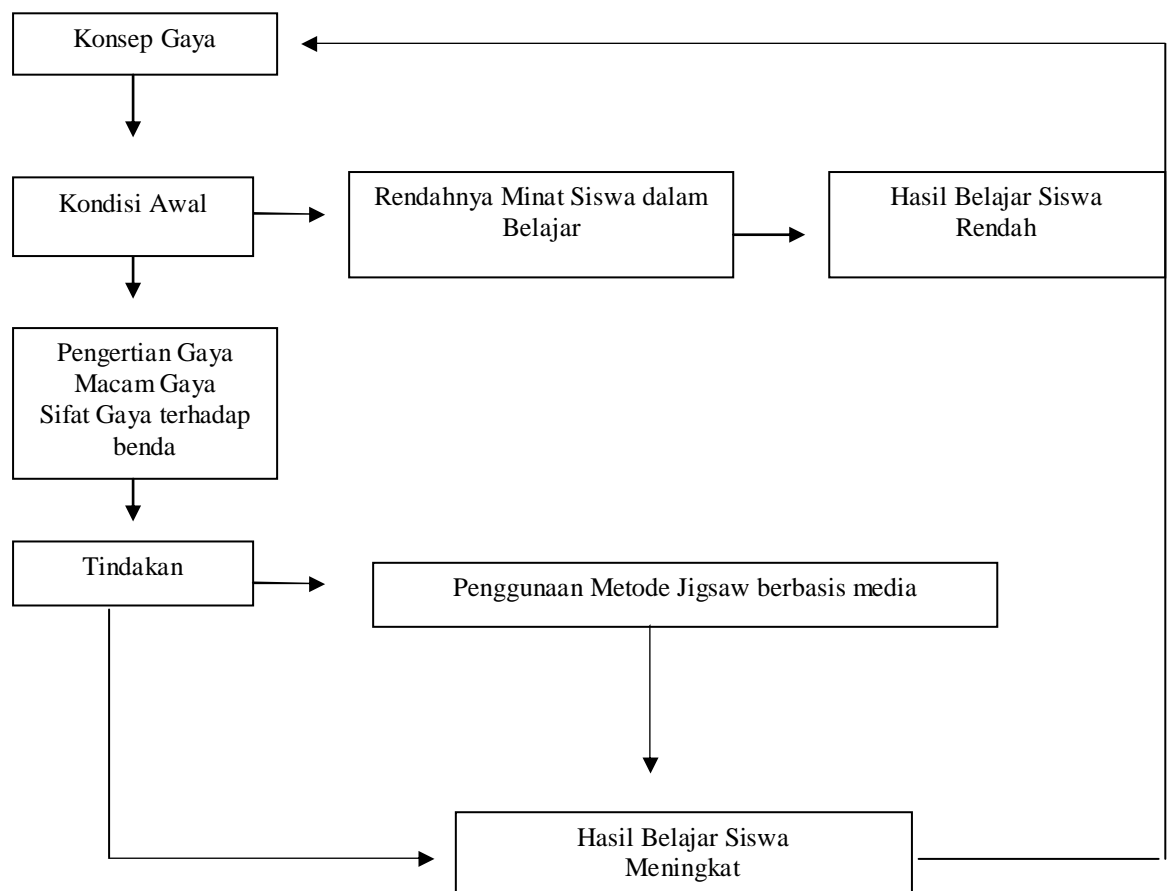 Konsep Gaya
Kondisi Awal
Rendahnya Minat Siswa dalam
Belajar
Hasil Belajar Siswa
Rendah
Pengertian Gaya
Macam Gaya
Sifat Gaya terhadap
benda
Tindakan
Penggunaan Metode Jigsaw berbasis media
Hasil Belajar Siswa
Meningkat